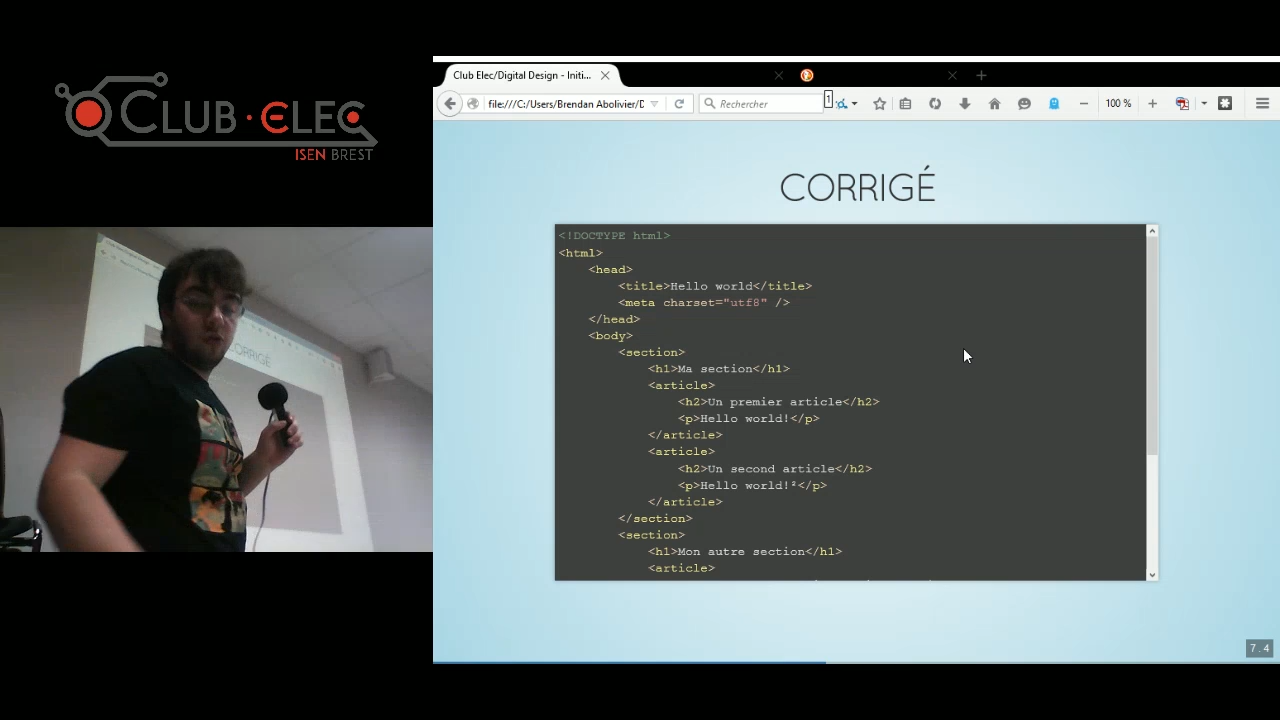 CLUB·ELEC
ISEN BREST
Club Elec/Digital Design - Initi...
file:///C:/Users/Brendan Abolivier/D
Rechercher
1
100 %
CORRIGÉ
<!DOCTYPE html>
<html>
<head>
<title>Hello world</title>
<meta charset="utf8" />
</head>
<body>
<section>
<h1>Ma section</h1>
<article>
<h2>Un premier article</h2>
<p>Hello world!</p>
</article>
<article>
<h2>Un second article</h2>
<p>Hello world!²</p>
</article>
</section>
<section>
<h1>Mon autre section</h1>
<article>
7.4
CORRIGÉ